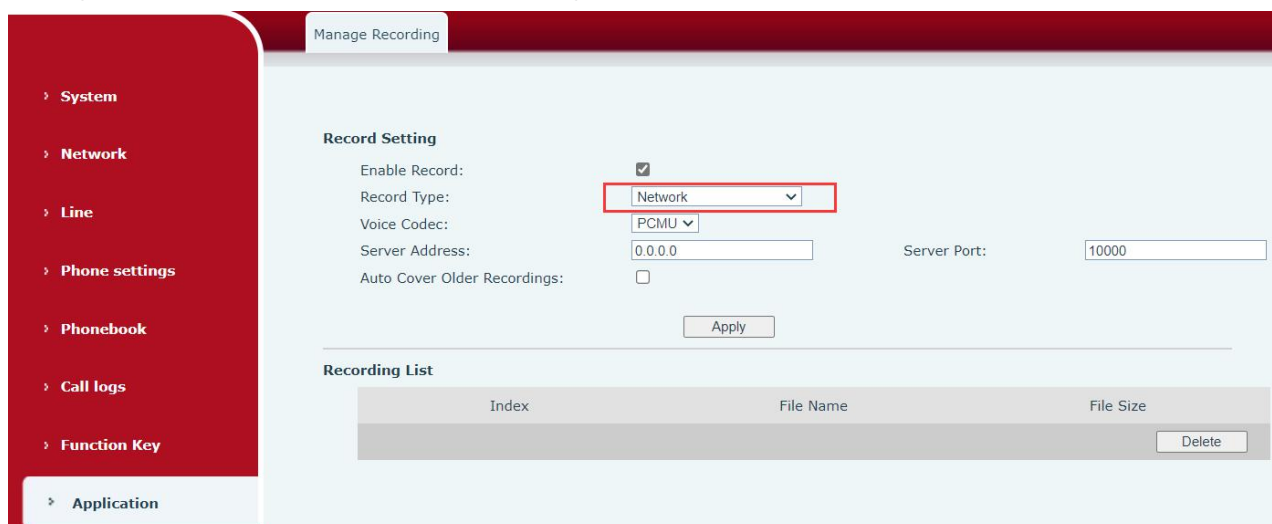 Manage Recording
System
Network
Line
Phone settings
Phonebook
Call logs
Function Key
Application
Record Setting
Enable Record:
Record Type: Network
Voice Codec: PCMU
Server Address: 0.0.0.0 Server Port: 10000
Auto Cover Older Recordings:
Apply
Recording List
Index File Name File Size
Delete